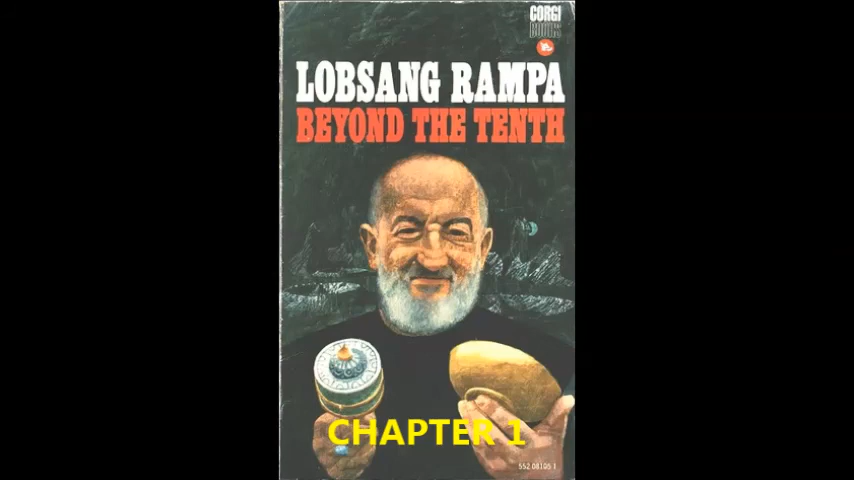 CORGI
BOOKS
LOBSANG RAMPA
BEYOND THE TENTH
CHAPTER 1
552 08105 1